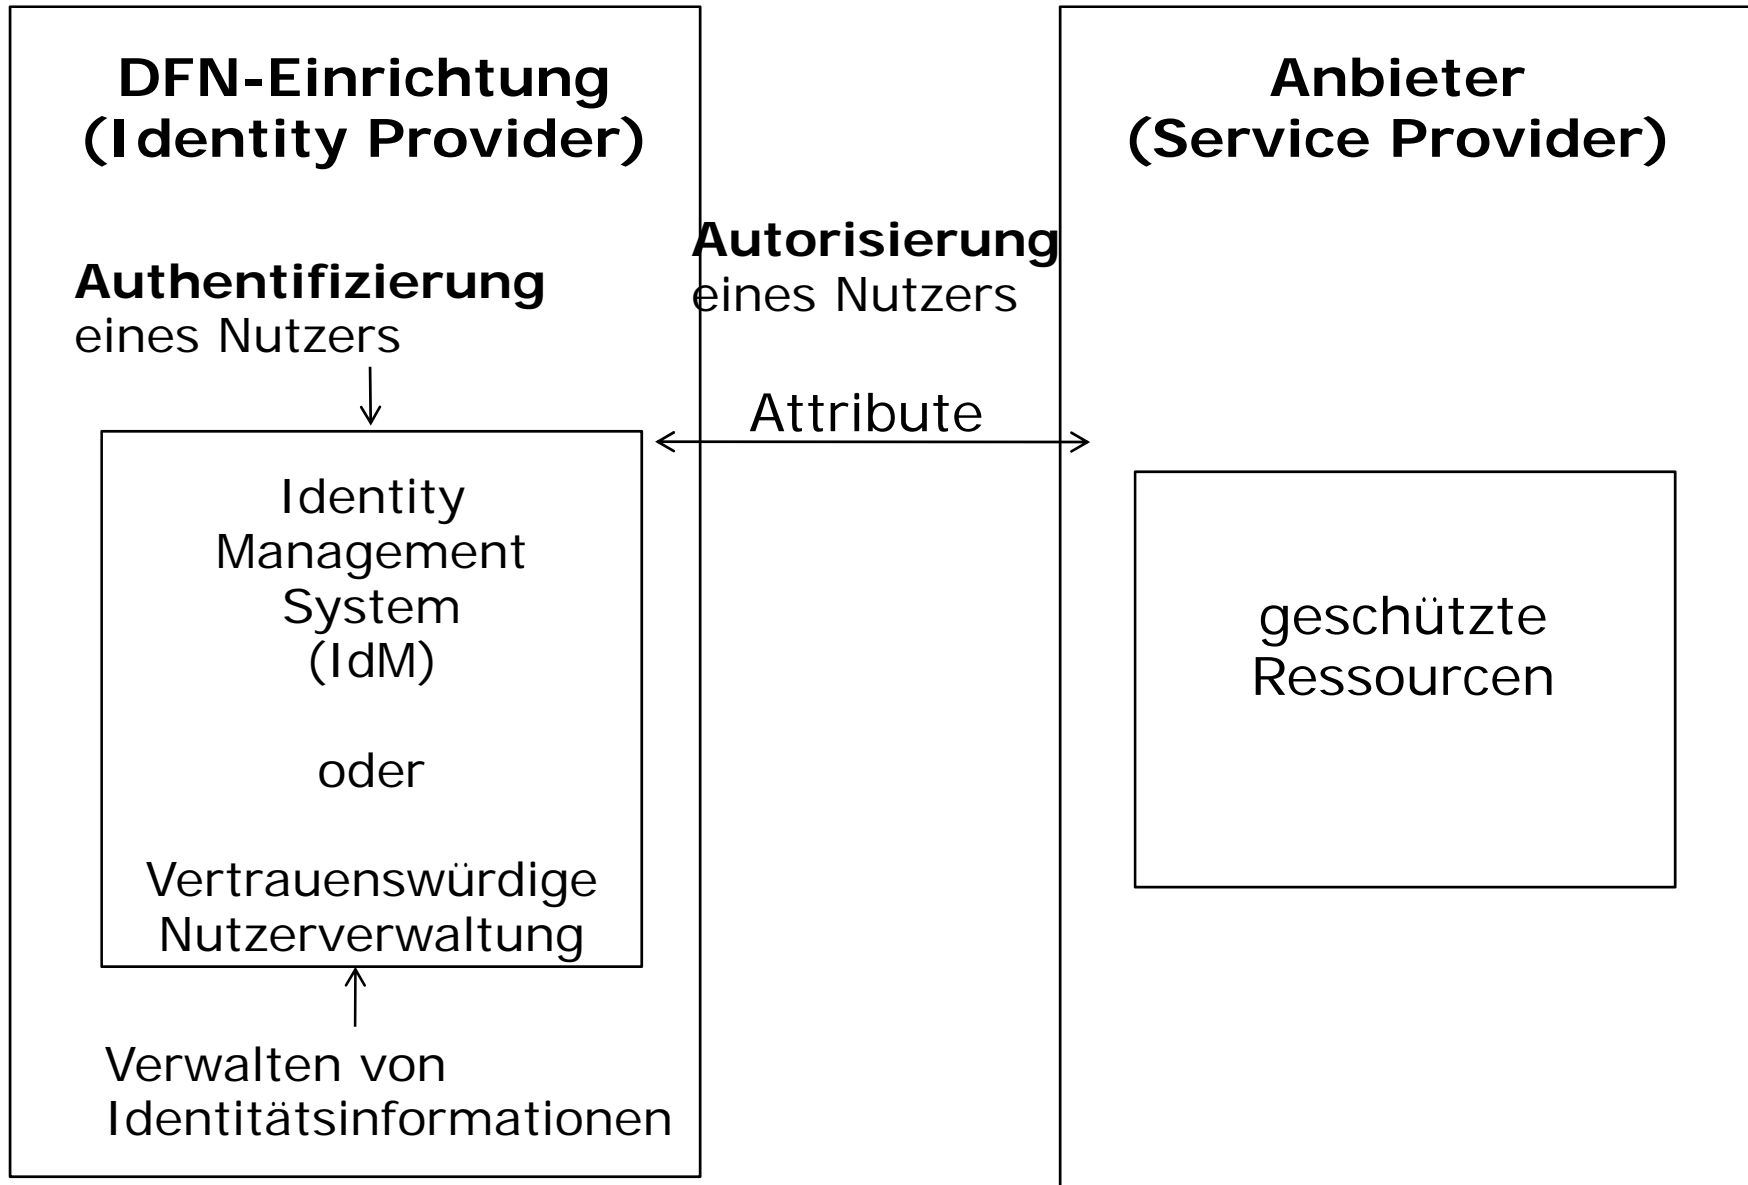 DFN-Einrichtung
(Identity Provider)
Authentifizierung
eines Nutzers
Identity
Management
System
(IdM)
oder
Vertrauenswürdige
Nutzerverwaltung
Verwalten von
Identitätsinformationen
Autorisierung
eines Nutzers
Attribute
Anbieter
(Service Provider)
geschützte
Ressourcen